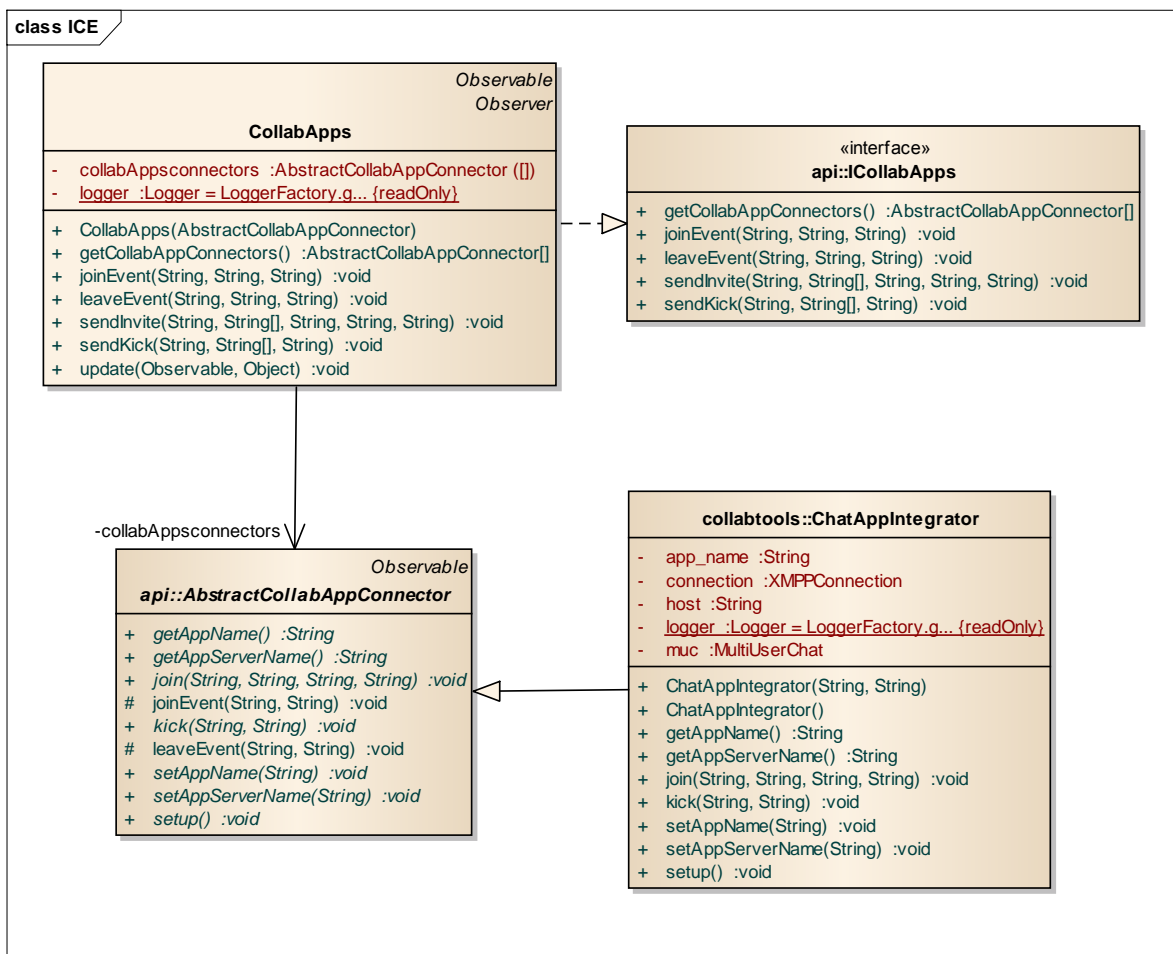 class ICE
Observable
Observer
CollabApps
- collabAppsconnectors :AbstractCollabAppConnector ([])
- logger :Logger = LoggerFactory.g... {readOnly}
+ CollabApps(AbstractCollabAppConnector)
+ getCollabAppConnectors() :AbstractCollabAppConnector[]
+ joinEvent(String, String, String) :void
+ leaveEvent(String, String, String) :void
+ sendInvite(String, String[], String, String, String) :void
+ sendKick(String, String[], String) :void
+ update(Observable, Object) :void
«interface»
api::ICollabApps
+ getCollabAppConnectors() :AbstractCollabAppConnector[]
+ joinEvent(String, String, String) :void
+ leaveEvent(String, String, String) :void
+ sendInvite(String, String[], String, String, String) :void
+ sendKick(String, String[], String) :void
-collabAppsconnectors
Observable
api::AbstractCollabAppConnector
+ getAppName() :String
+ getAppServerName() :String
+ join(String, String, String, String) :void
# joinEvent(String, String) :void
+ kick(String, String) :void
# leaveEvent(String, String) :void
+ setAppName(String) :void
+ setAppServerName(String) :void
+ setup() :void
collabtools::ChatAppIntegrator
- app_name :String
- connection :XMPPConnection
- host :String
- logger :Logger = LoggerFactory.g... {readOnly}
- muc :MultiUserChat
+ ChatAppIntegrator(String, String)
+ ChatAppIntegrator()
+ getAppName() :String
+ getAppServerName() :String
+ join(String, String, String, String) :void
+ kick(String, String) :void
+ setAppName(String) :void
+ setAppServerName(String) :void
+ setup() :void